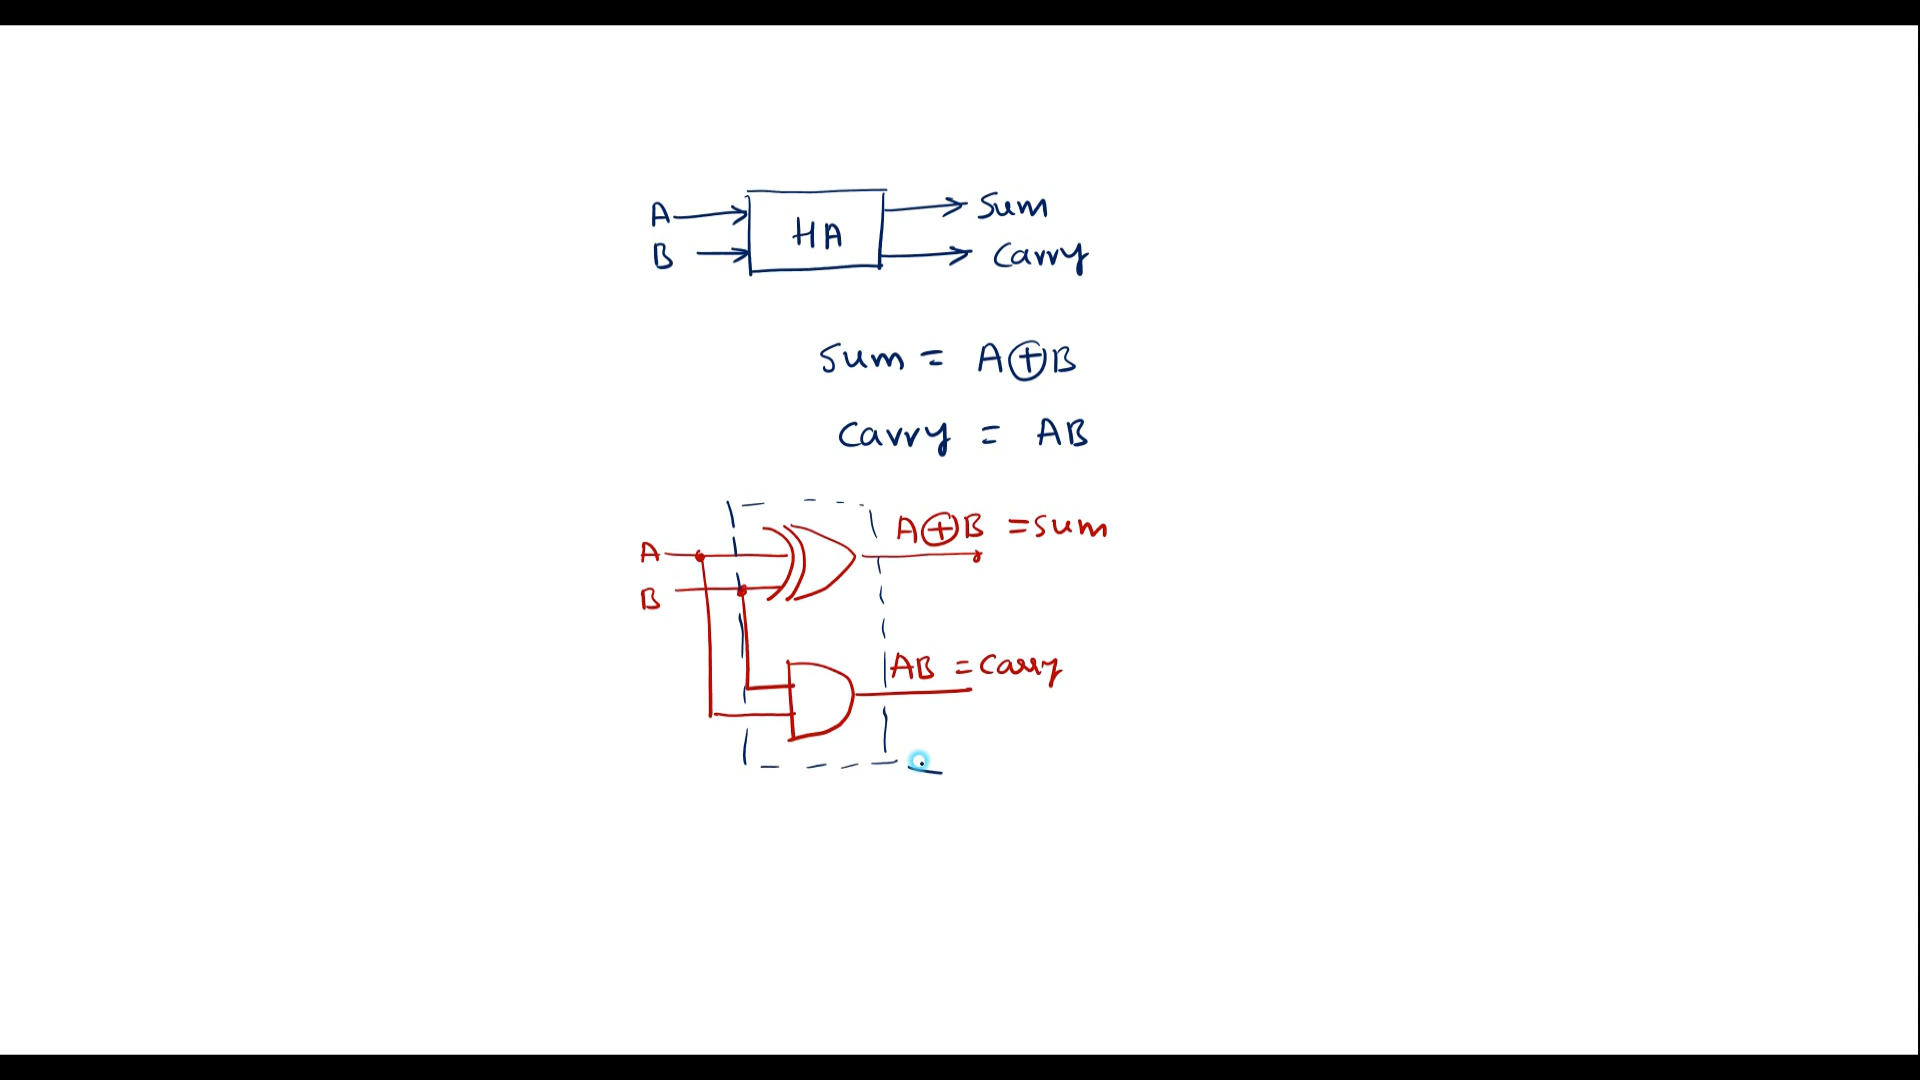 A HA Sum
B Carry
Sum = A⊕B
Carry = AB
A⊕B = Sum
A
B
AB = Carry